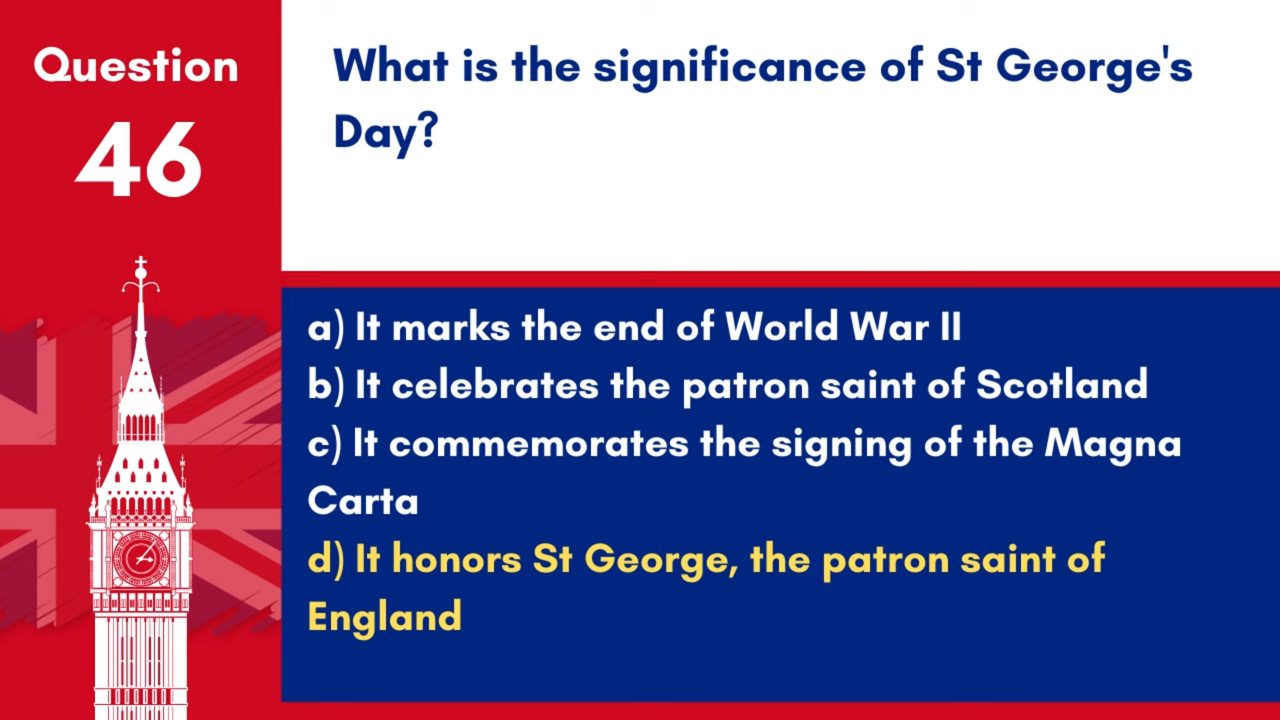 Question
46
What is the significance of St George's
Day?
a) It marks the end of World War II
b) It celebrates the patron saint of Scotland
c) It commemorates the signing of the Magna
Carta
d) It honors St George, the patron saint of
England